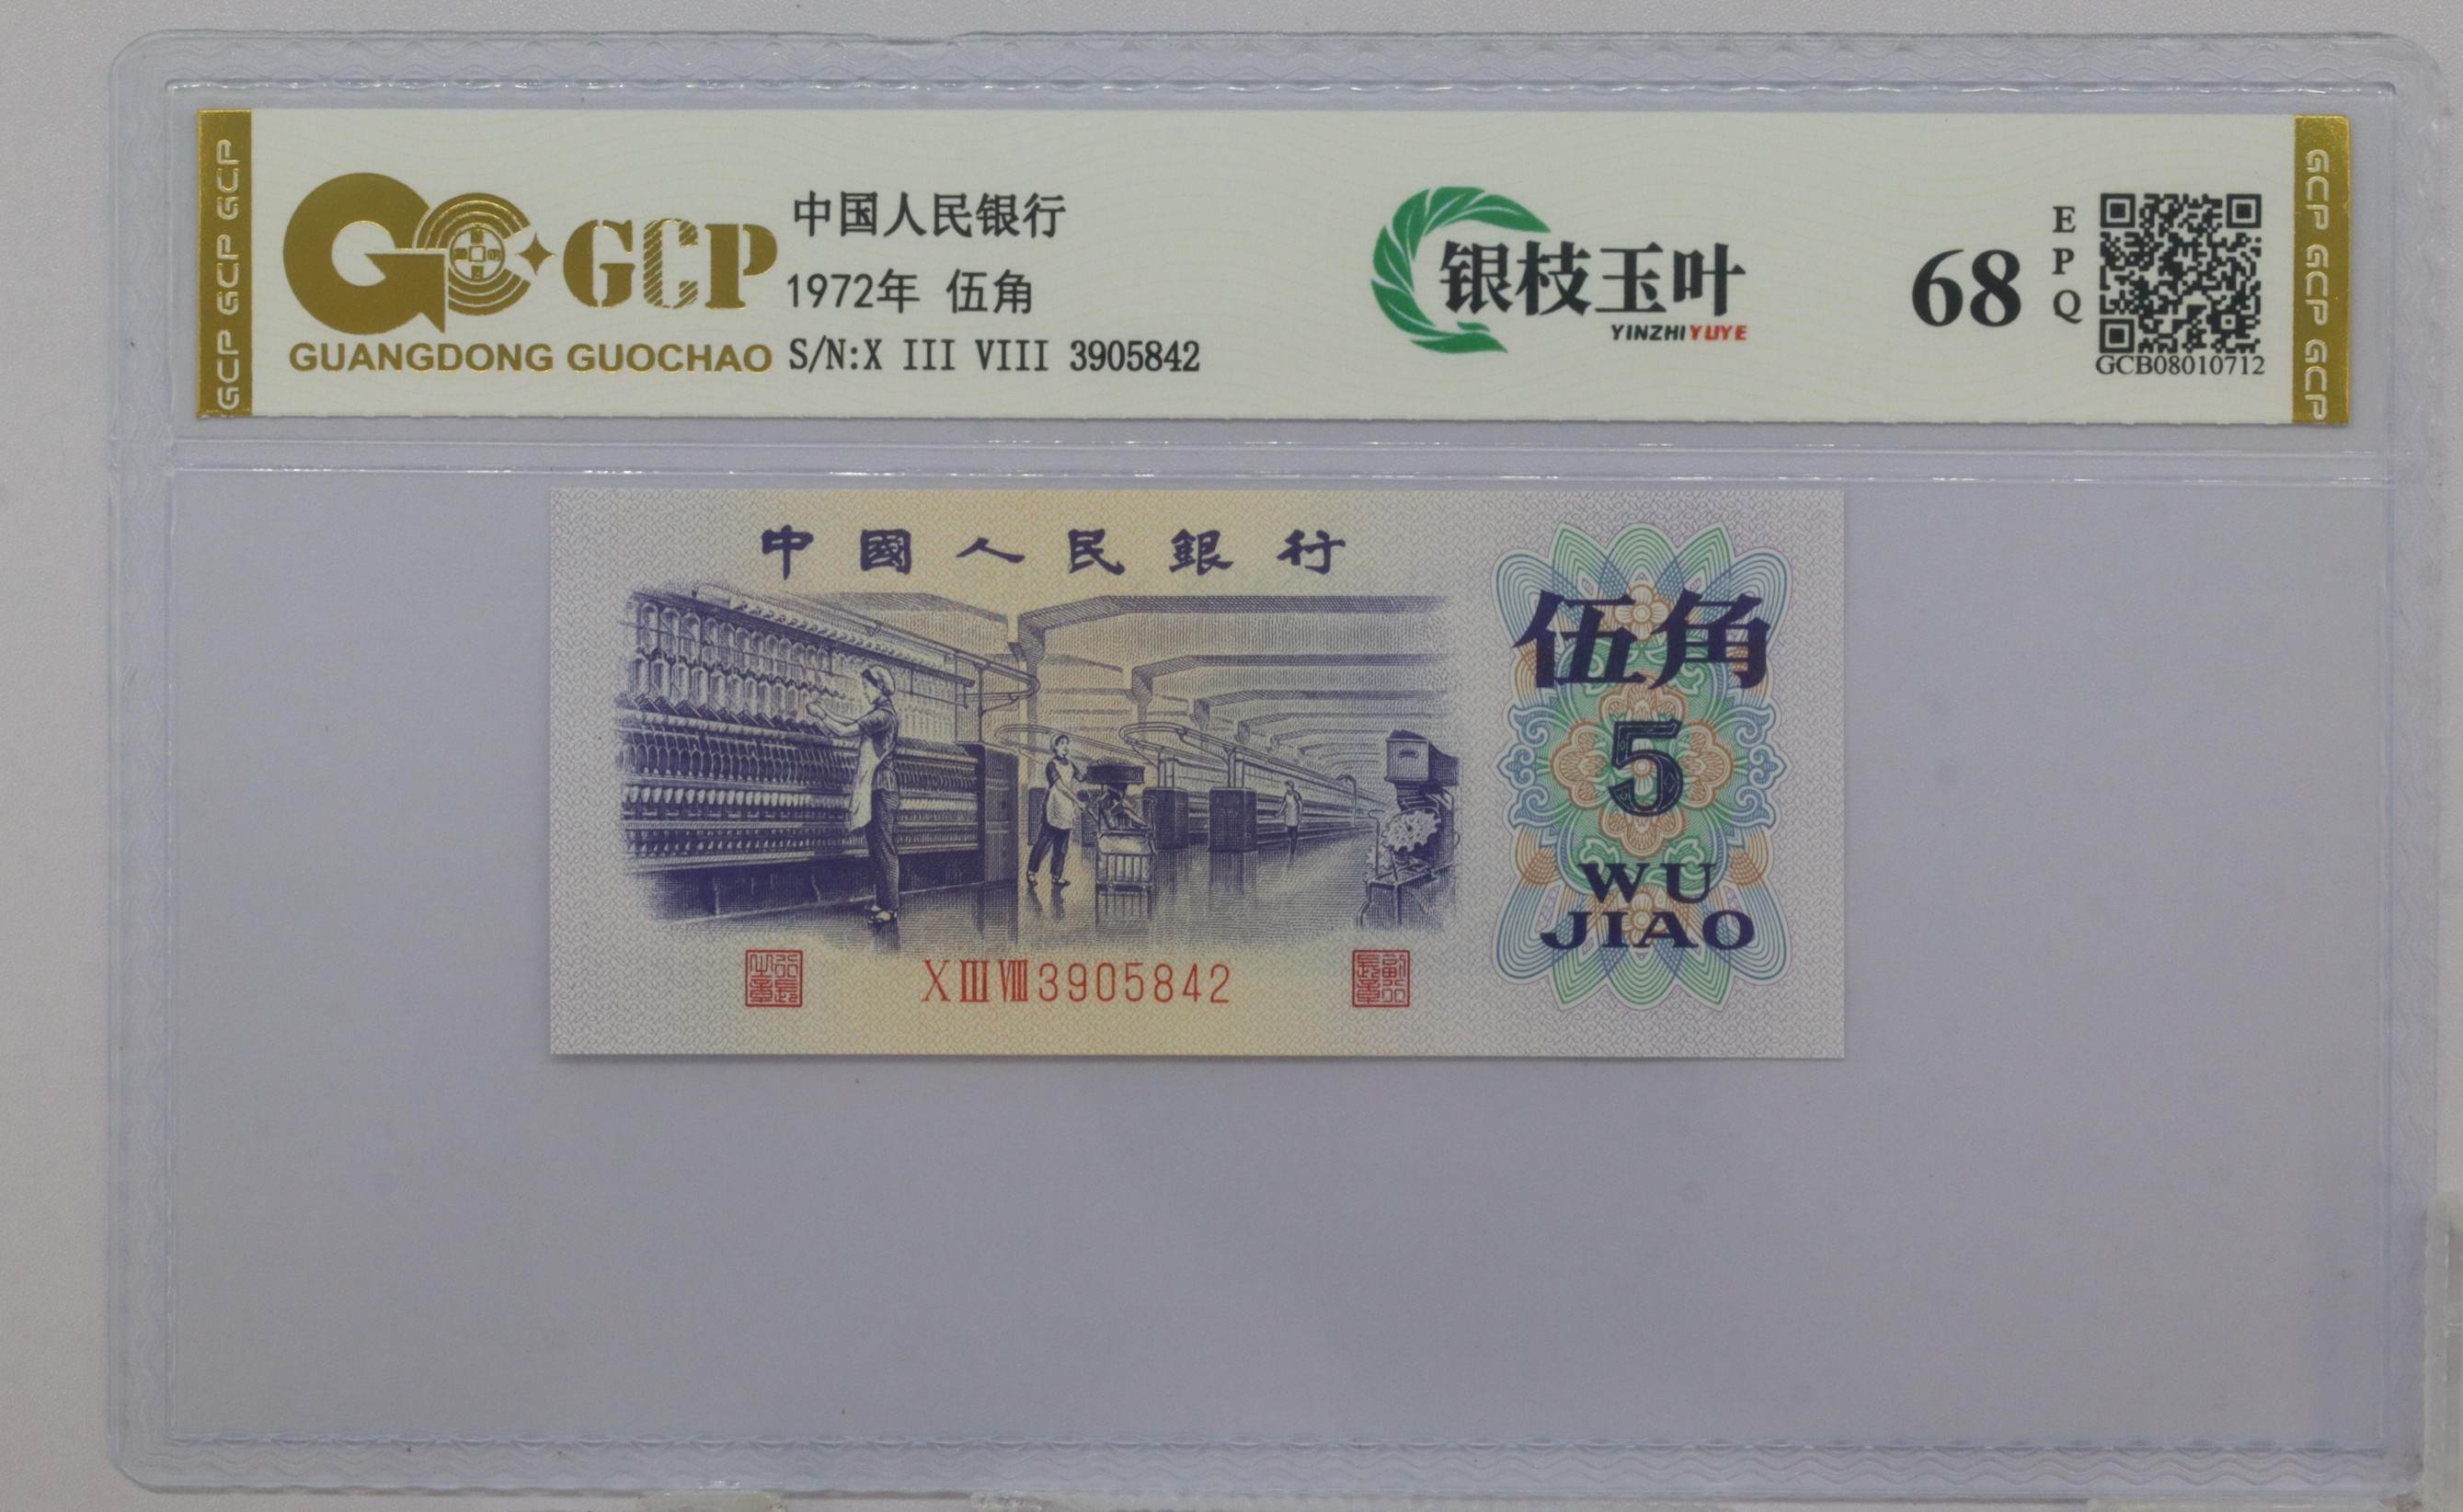 GCP GCP GCP
GCP
GUANGDONG GUOCHAO
中国人民银行
1972年 伍角
S/N:X III VIII 3905842
银枝玉叶
YINZHIYUYE
68
EPQ
GCB08010712
GCP GCP GCP
中國人民銀行
伍角
5
WU
JIAO
X III VIII 3905842